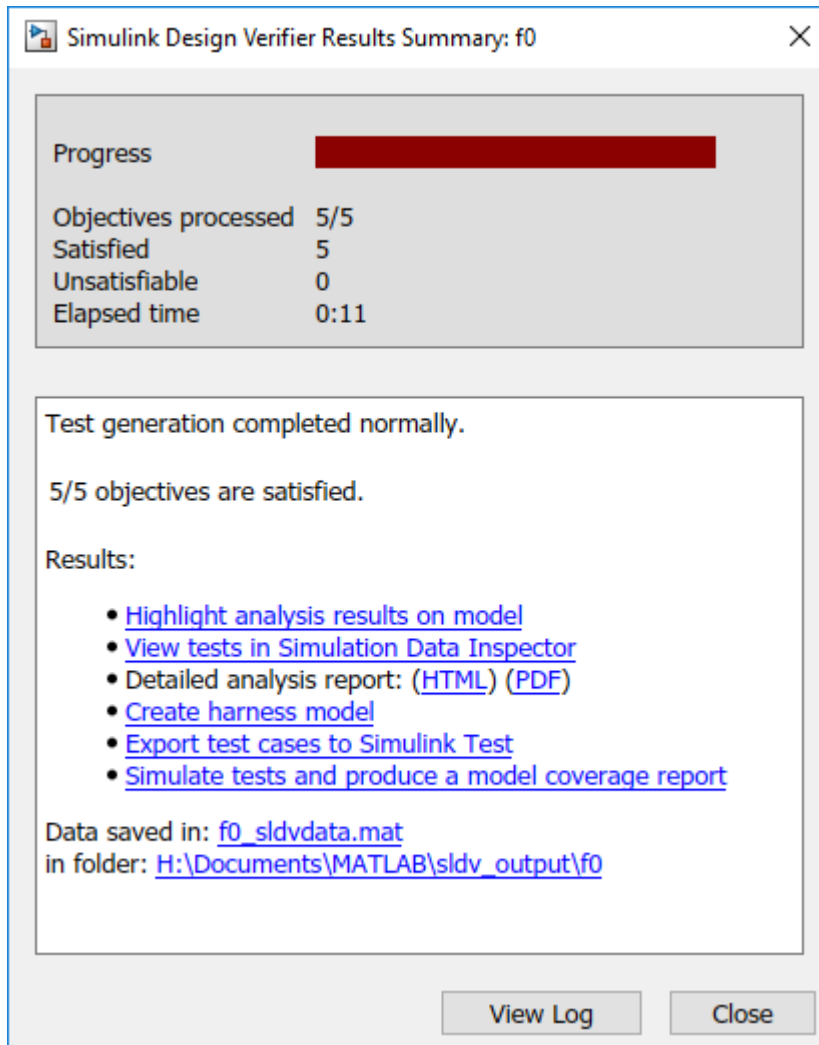 Simulink Design Verifier Results Summary: f0
Progress
Objectives processed 5/5
Satisfied 5
Unsatisfiable 0
Elapsed time 0:11
Test generation completed normally.
5/5 objectives are satisfied.
Results:
• Highlight analysis results on model
• View tests in Simulation Data Inspector
• Detailed analysis report: (HTML) (PDF)
• Create harness model
• Export test cases to Simulink Test
• Simulate tests and produce a model coverage report
Data saved in: f0_sldvdata.mat
in folder: H:\Documents\MATLAB\sldv_output\f0
View Log Close